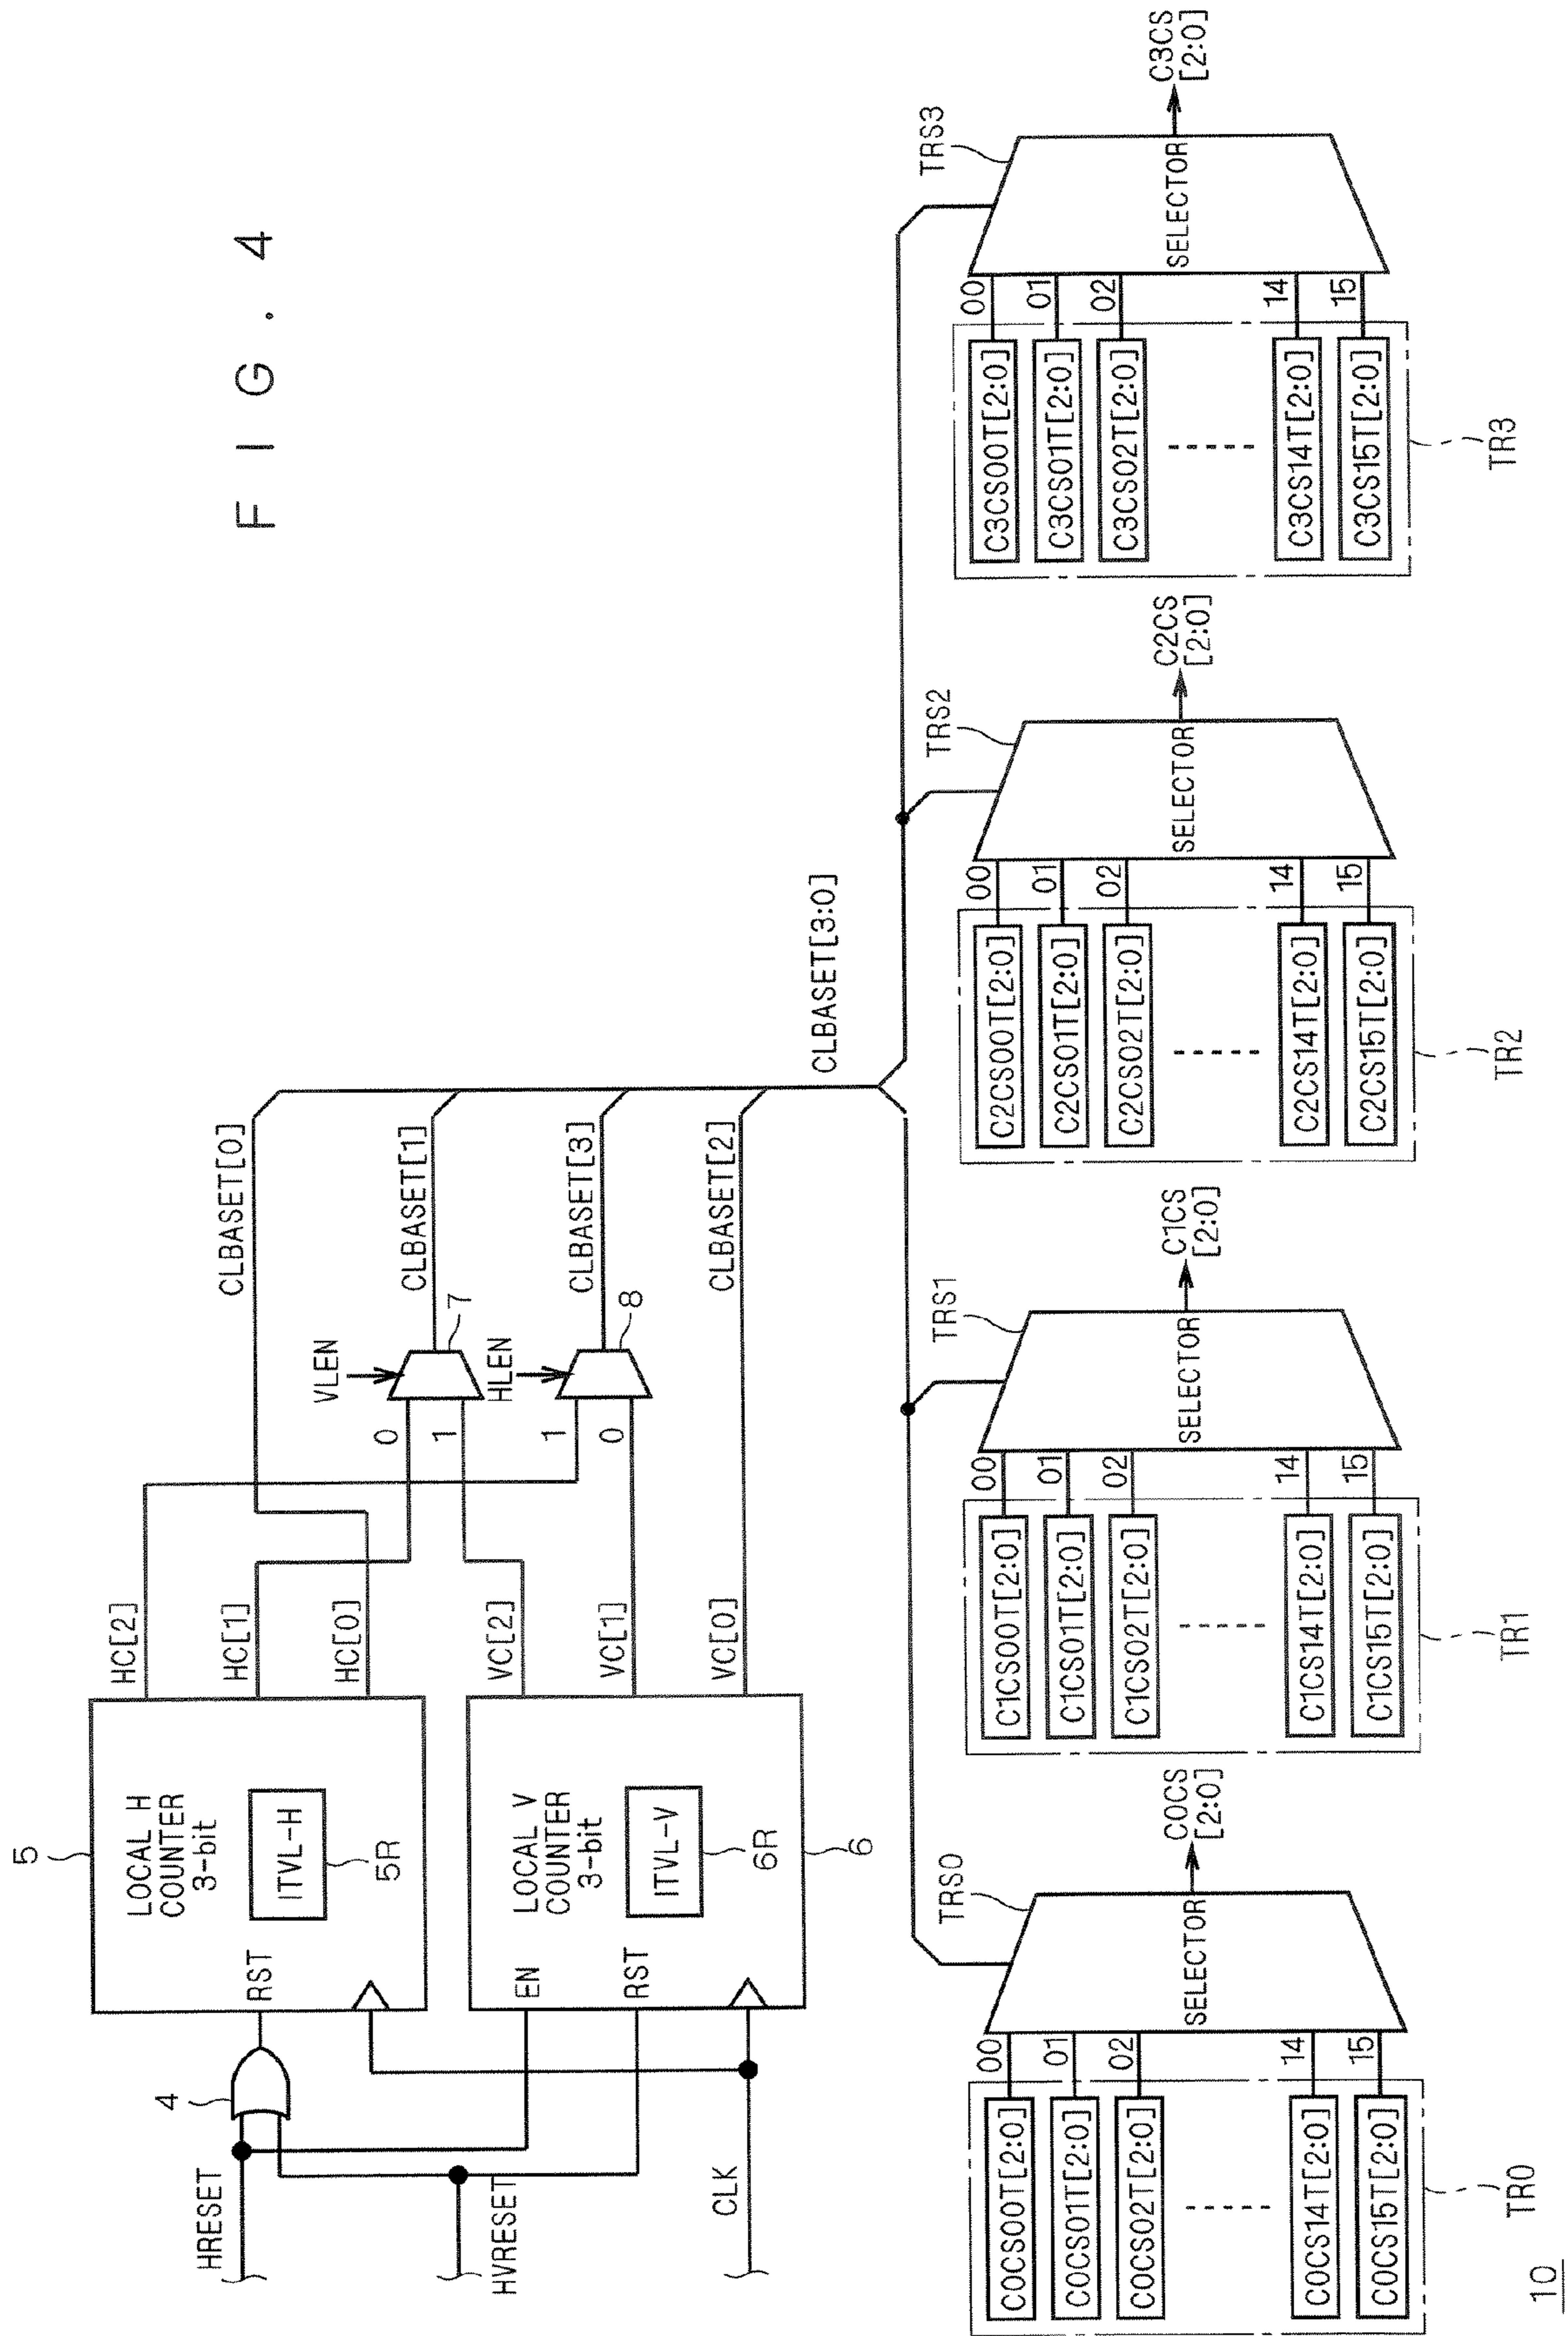 FIG. 4
HRESET
HVRESET
CLK
4
5
LOCAL H
COUNTER
3-bit
RST
ITVL-H
5R
LOCAL V
COUNTER
3-bit
EN
RST
ITVL-V
6R
6
HC[2]
HC[1]
HC[0]
VC[2]
VC[1]
VC[0]
VLEN
0
1
7
HLEN
1
0
8
CLBASET[0]
CLBASET[1]
CLBASET[3]
CLBASET[2]
CLBASET[3:0]
C0CS00T[2:0]
C0CS01T[2:0]
C0CS02T[2:0]
C0CS14T[2:0]
C0CS15T[2:0]
TR0
00
01
02
14
15
SELECTOR
TRS0
C0CS
[2:0]
C1CS00T[2:0]
C1CS01T[2:0]
C1CS02T[2:0]
C1CS14T[2:0]
C1CS15T[2:0]
TR1
00
01
02
14
15
SELECTOR
TRS1
C1CS
[2:0]
C2CS00T[2:0]
C2CS01T[2:0]
C2CS02T[2:0]
C2CS14T[2:0]
C2CS15T[2:0]
TR2
00
01
02
14
15
SELECTOR
TRS2
C2CS
[2:0]
C3CS00T[2:0]
C3CS01T[2:0]
C3CS02T[2:0]
C3CS14T[2:0]
C3CS15T[2:0]
TR3
00
01
02
14
15
SELECTOR
TRS3
C3CS
[2:0]
10